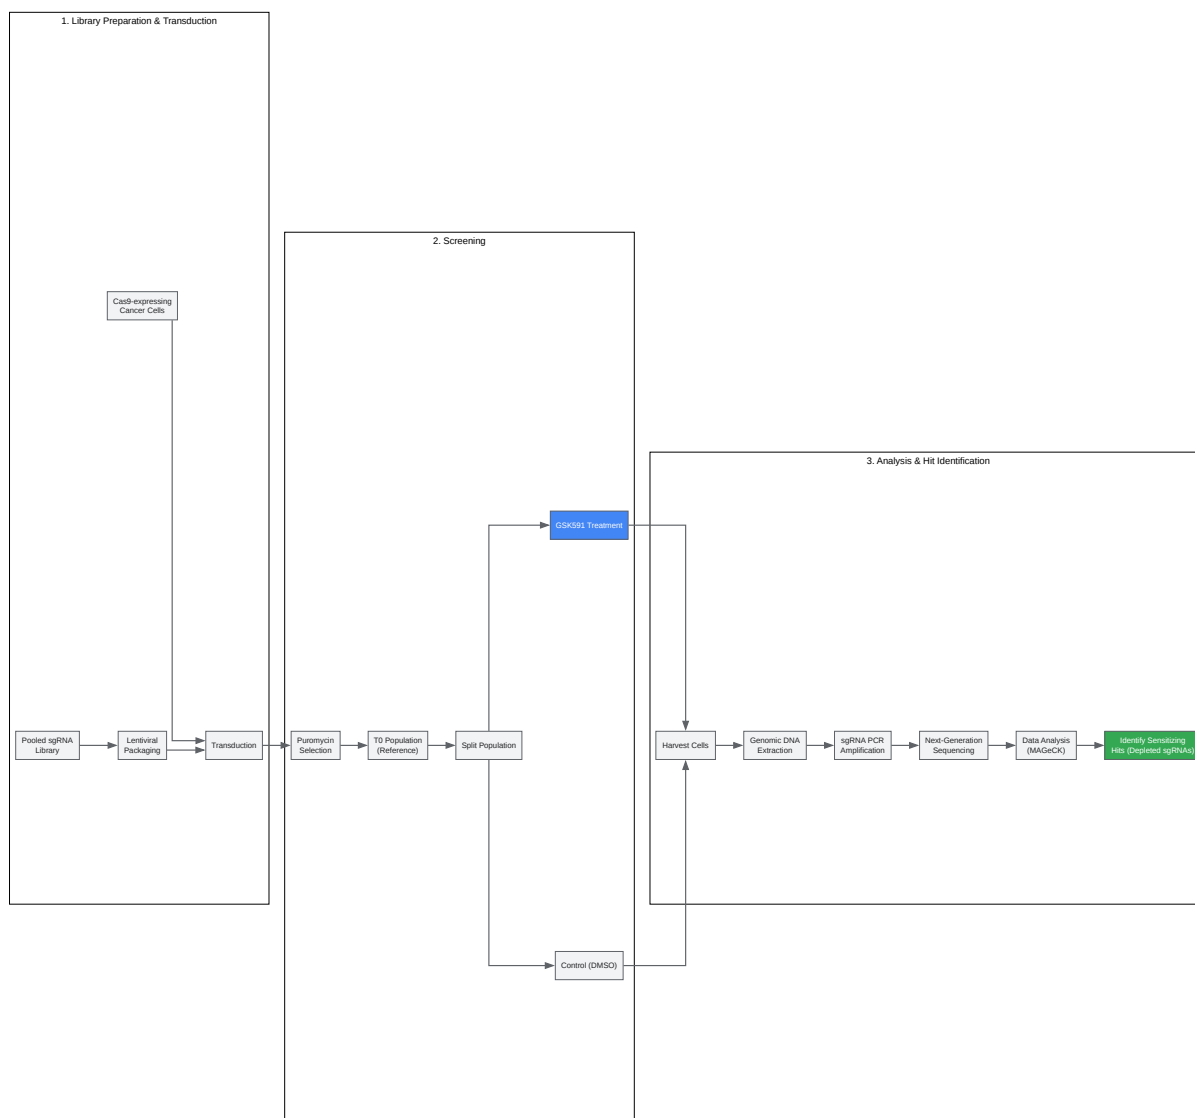 1. Library Preparation & Transduction
Cas9-expressing
Cancer Cells
Pooled sgRNA
Library
Lentiviral
Packaging
Transduction
2. Screening
Puromycin
Selection
T0 Population
(Reference)
Split Population
GSK591 Treatment
Control (DMSO)
3. Analysis & Hit Identification
Harvest Cells
Genomic DNA
Extraction
sgRNA PCR
Amplification
Next-Generation
Sequencing
Data Analysis
(MAGeCK)
Identify Sensitizing
Hits (Depleted sgRNAs)